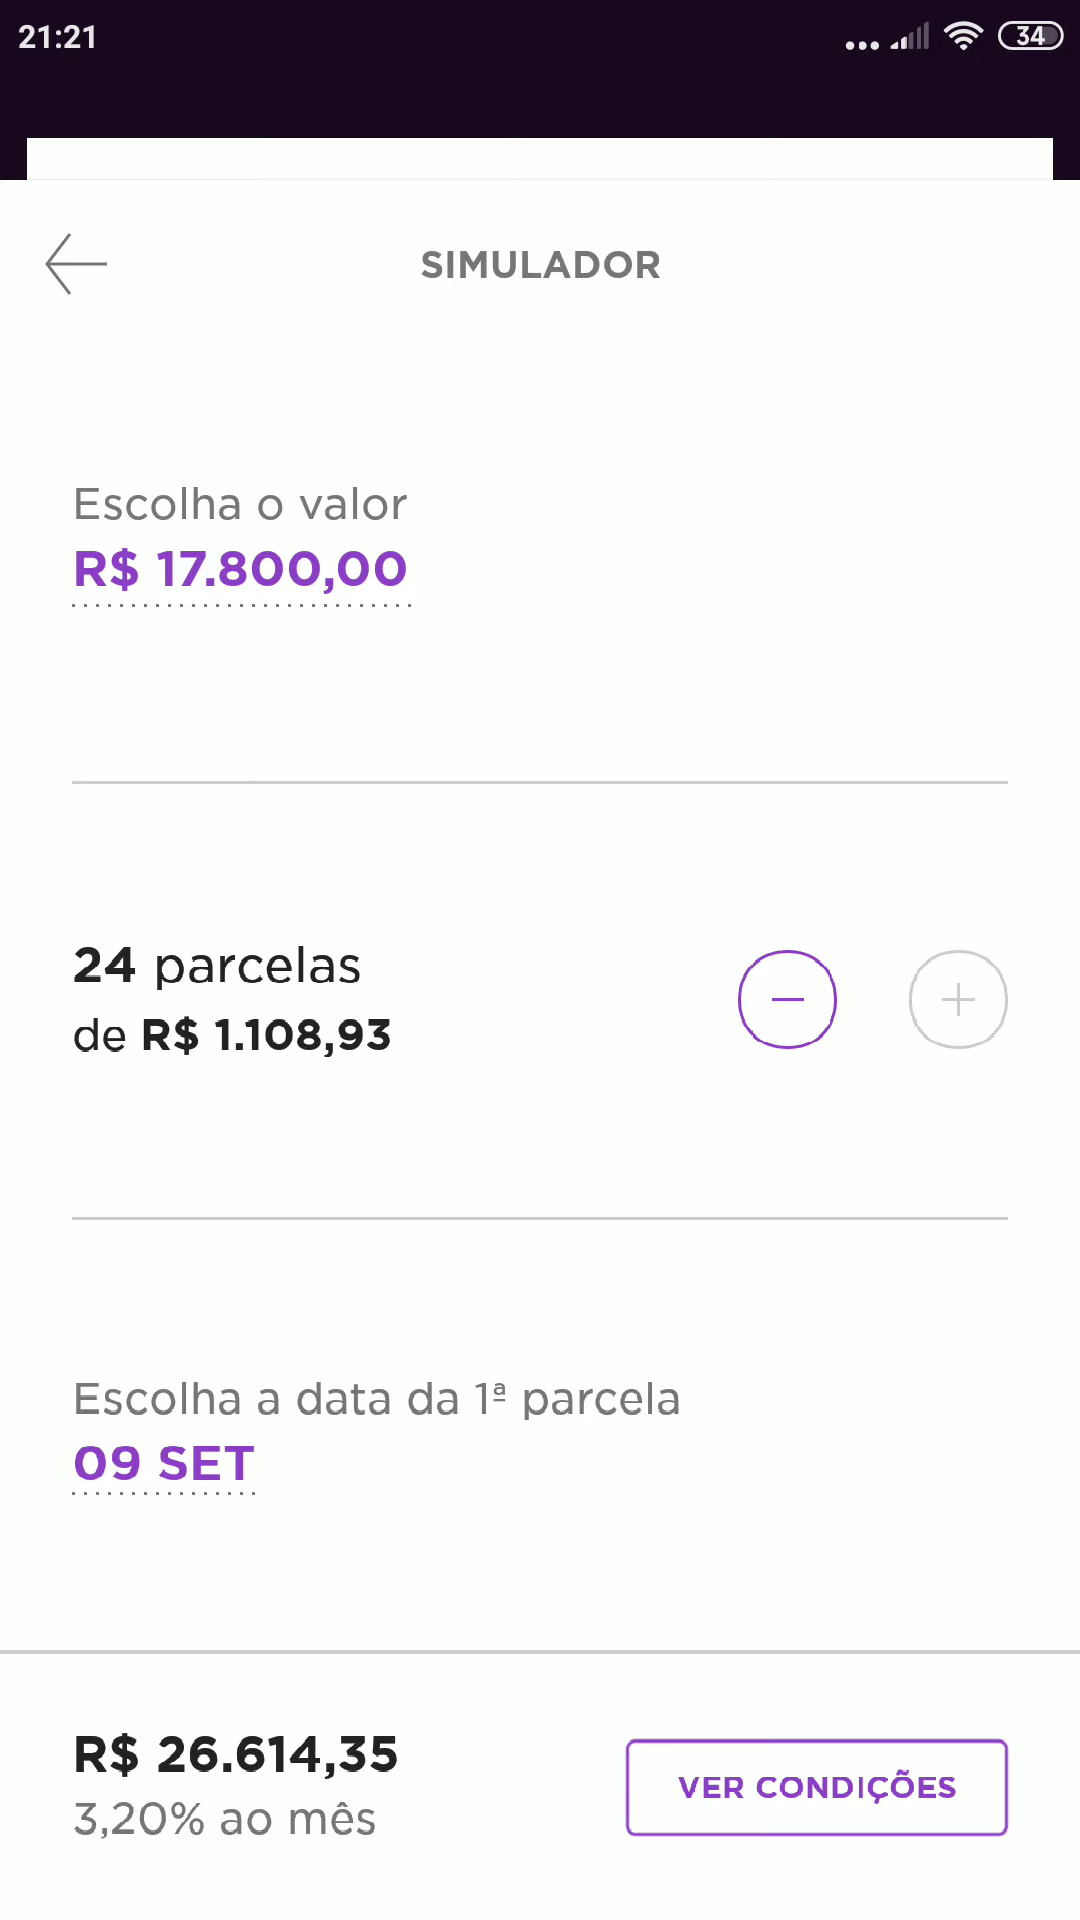 21:21
34
SIMULADOR
Escolha o valor
R$ 17.800,00
24 parcelas
de R$ 1.108,93
Escolha a data da 1ª parcela
09 SET
R$ 26.614,35
3,20% ao mês
VER CONDIÇÕES